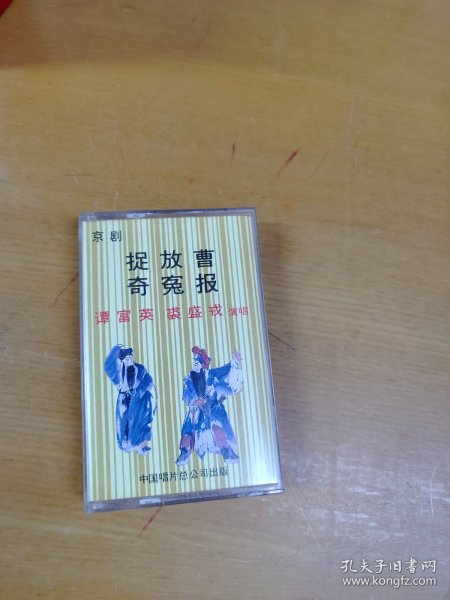 京剧
捉放曹
奇冤报
谭富英 裘盛戎 演唱
中国唱片总公司出版
孔夫子旧书网
www.kongfz.com